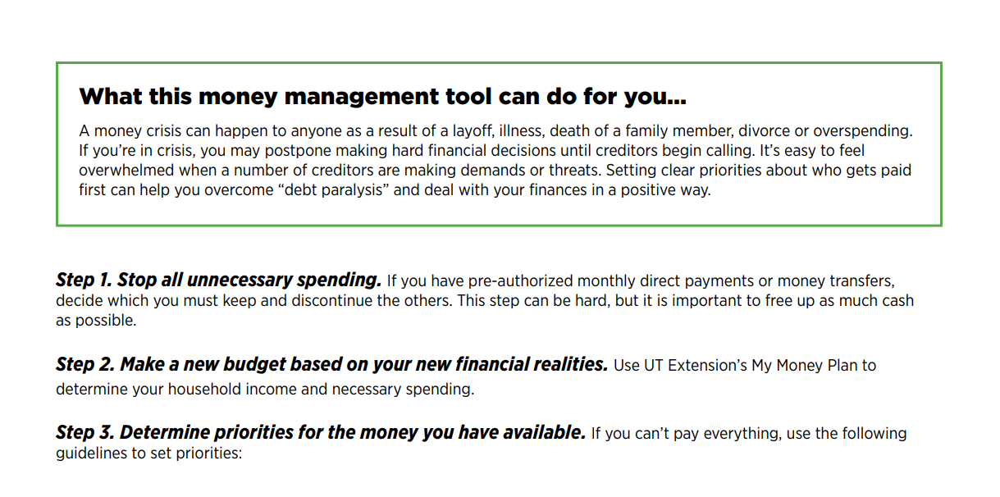 What this money management tool can do for you...
A money crisis can happen to anyone as a result of a layoff, illness, death of a family member, divorce or overspending.
If you’re in crisis, you may postpone making hard financial decisions until creditors begin calling. It’s easy to feel
overwhelmed when a number of creditors are making demands or threats. Setting clear priorities about who gets paid
first can help you overcome “debt paralysis” and deal with your finances in a positive way.
Step 1. Stop all unnecessary spending. If you have pre-authorized monthly direct payments or money transfers,
decide which you must keep and discontinue the others. This step can be hard, but it is important to free up as much cash
as possible.
Step 2. Make a new budget based on your new financial realities. Use UT Extension’s My Money Plan to
determine your household income and necessary spending.
Step 3. Determine priorities for the money you have available. If you can’t pay everything, use the following
guidelines to set priorities: